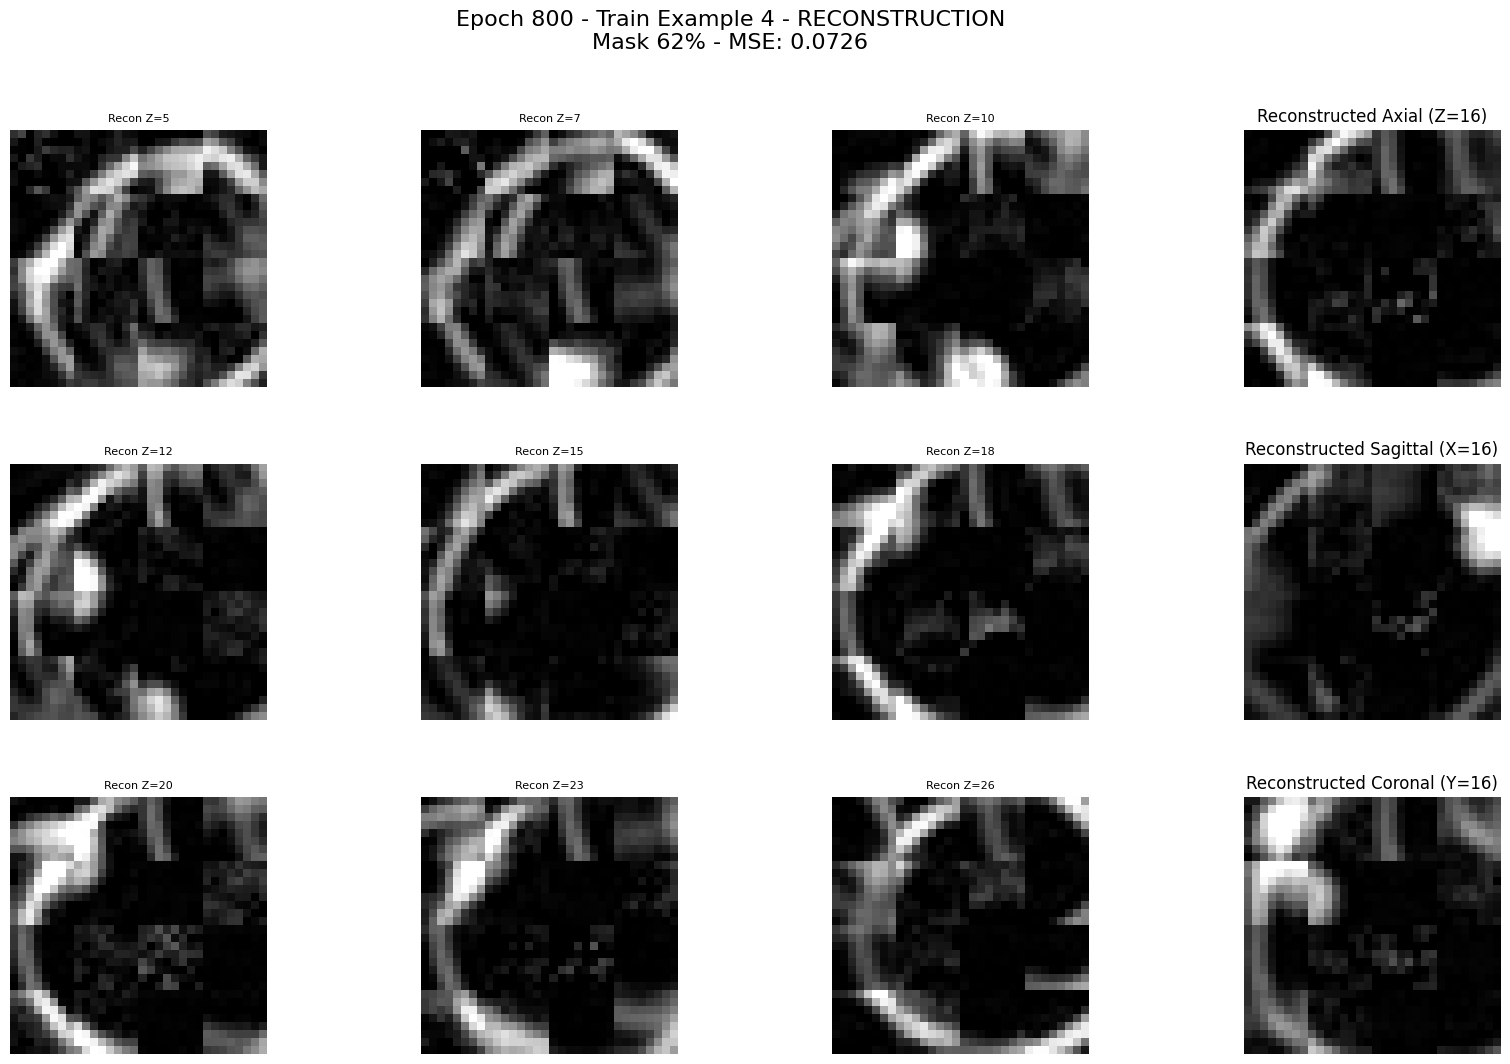 Epoch 800 - Train Example 4 - RECONSTRUCTION
Mask 62% - MSE: 0.0726
Recon Z=5
Recon Z=7
Recon Z=10
Reconstructed Axial (Z=16)
Recon Z=12
Recon Z=15
Recon Z=18
Reconstructed Sagittal (X=16)
Recon Z=20
Recon Z=23
Recon Z=26
Reconstructed Coronal (Y=16)